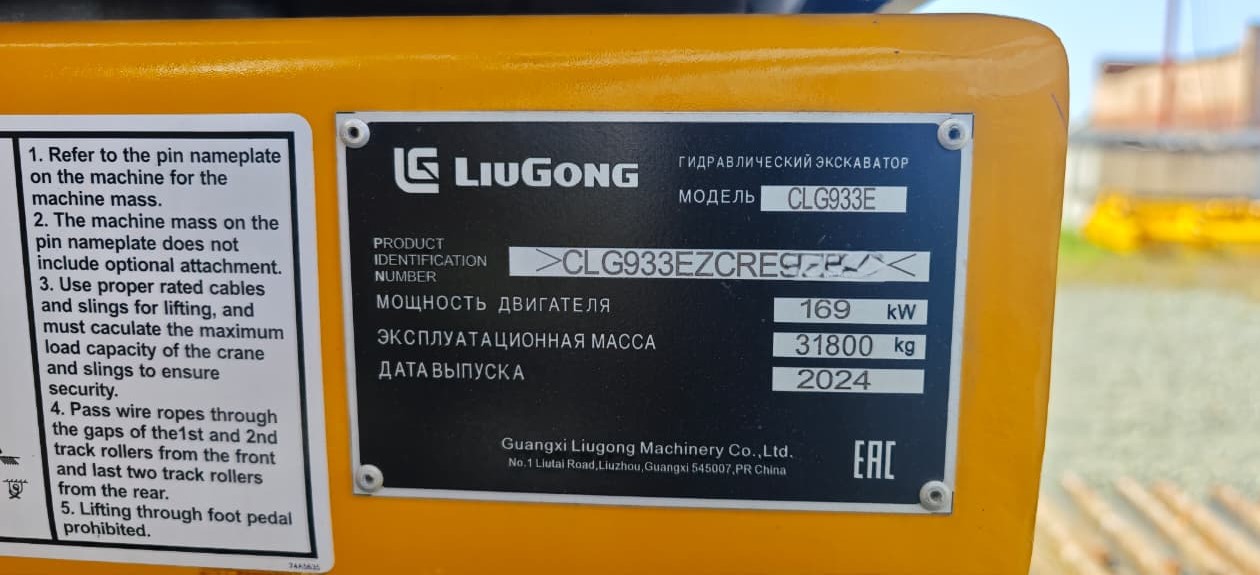 1. Refer to the pin nameplate
on the machine for the
machine mass.
2. The machine mass on the
pin nameplate does not
include optional attachment.
3. Use proper rated cables
and slings for lifting, and
must caculate the maximum
load capacity of the crane
and slings to ensure
security.
4. Pass wire ropes through
the gaps of the1st and 2nd
track rollers from the front
and last two track rollers
from the rear.
5. Lifting through foot pedal
prohibited.
LIUGONG
ГИДРАВЛИЧЕСКИЙ ЭКСКАВАТОР
МОДЕЛЬ CLG933E
PRODUCT
IDENTIFICATION
NUMBER
МОЩНОСТЬ ДВИГАТЕЛЯ 169 kW
ЭКСПЛУАТАЦИОННАЯ МАССА 31800 kg
ДАТА ВЫПУСКА 2024
Guangxi Liugong Machinery Co.,Ltd.
No.1 Liutai Road,Liuzhou,Guangxi 545007,PR China
EAC